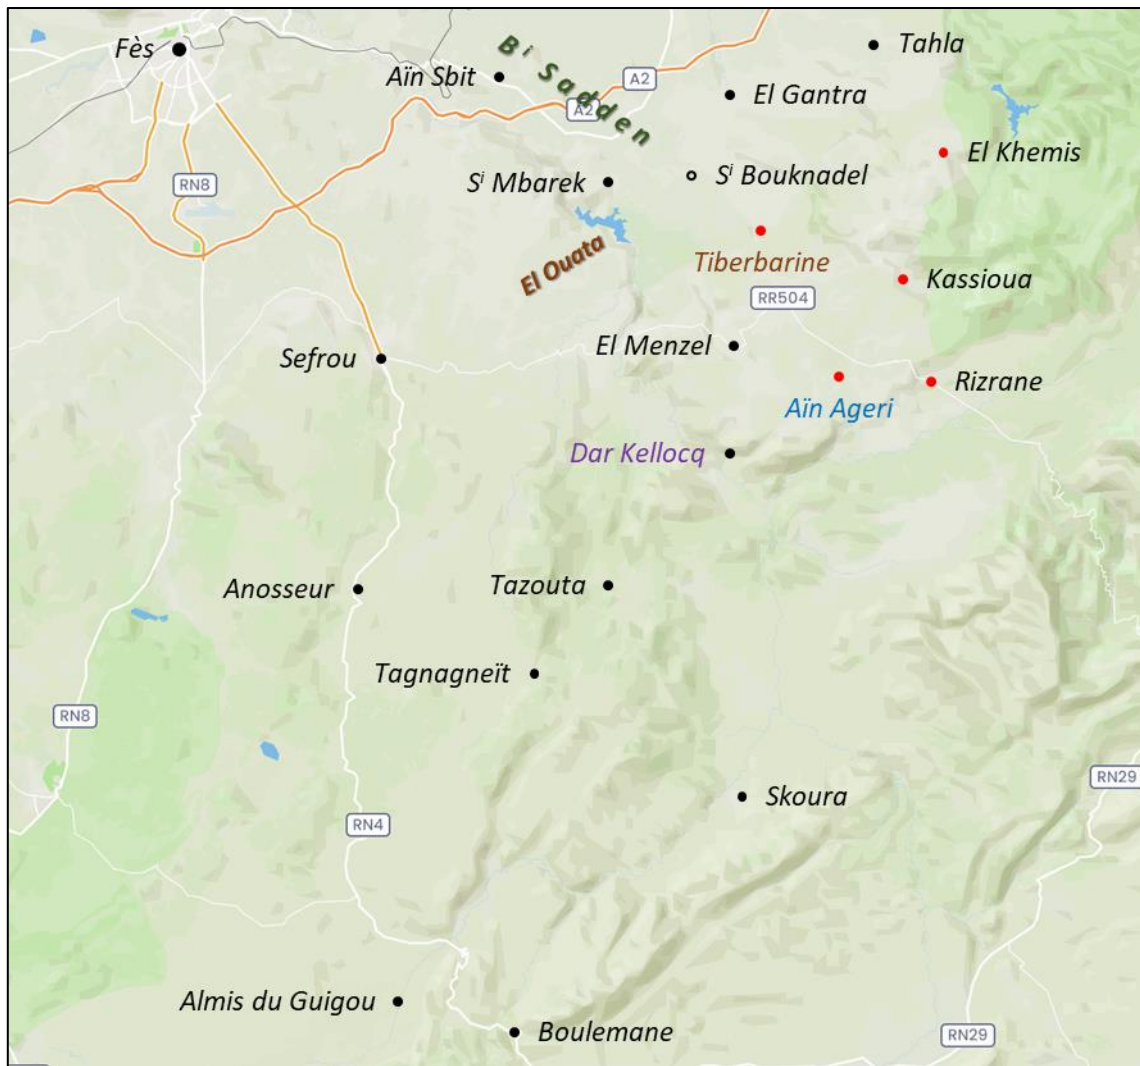 Fès
Tahla
Aïn Sbit
Bⁱ Sadden
A2
El Gantra
A2
El Khemis
Sⁱ Mbarek
Sⁱ Bouknadel
RN8
El Ouata
Tiberbarine
Kassioua
RR504
El Menzel
Sefrou
Rizrane
Aïn Ageri
Dar Kellocq
Anosseur
Tazouta
Tagnagneït
RN8
RN29
Skoura
RN4
Almis du Guigou
Boulemane
RN29